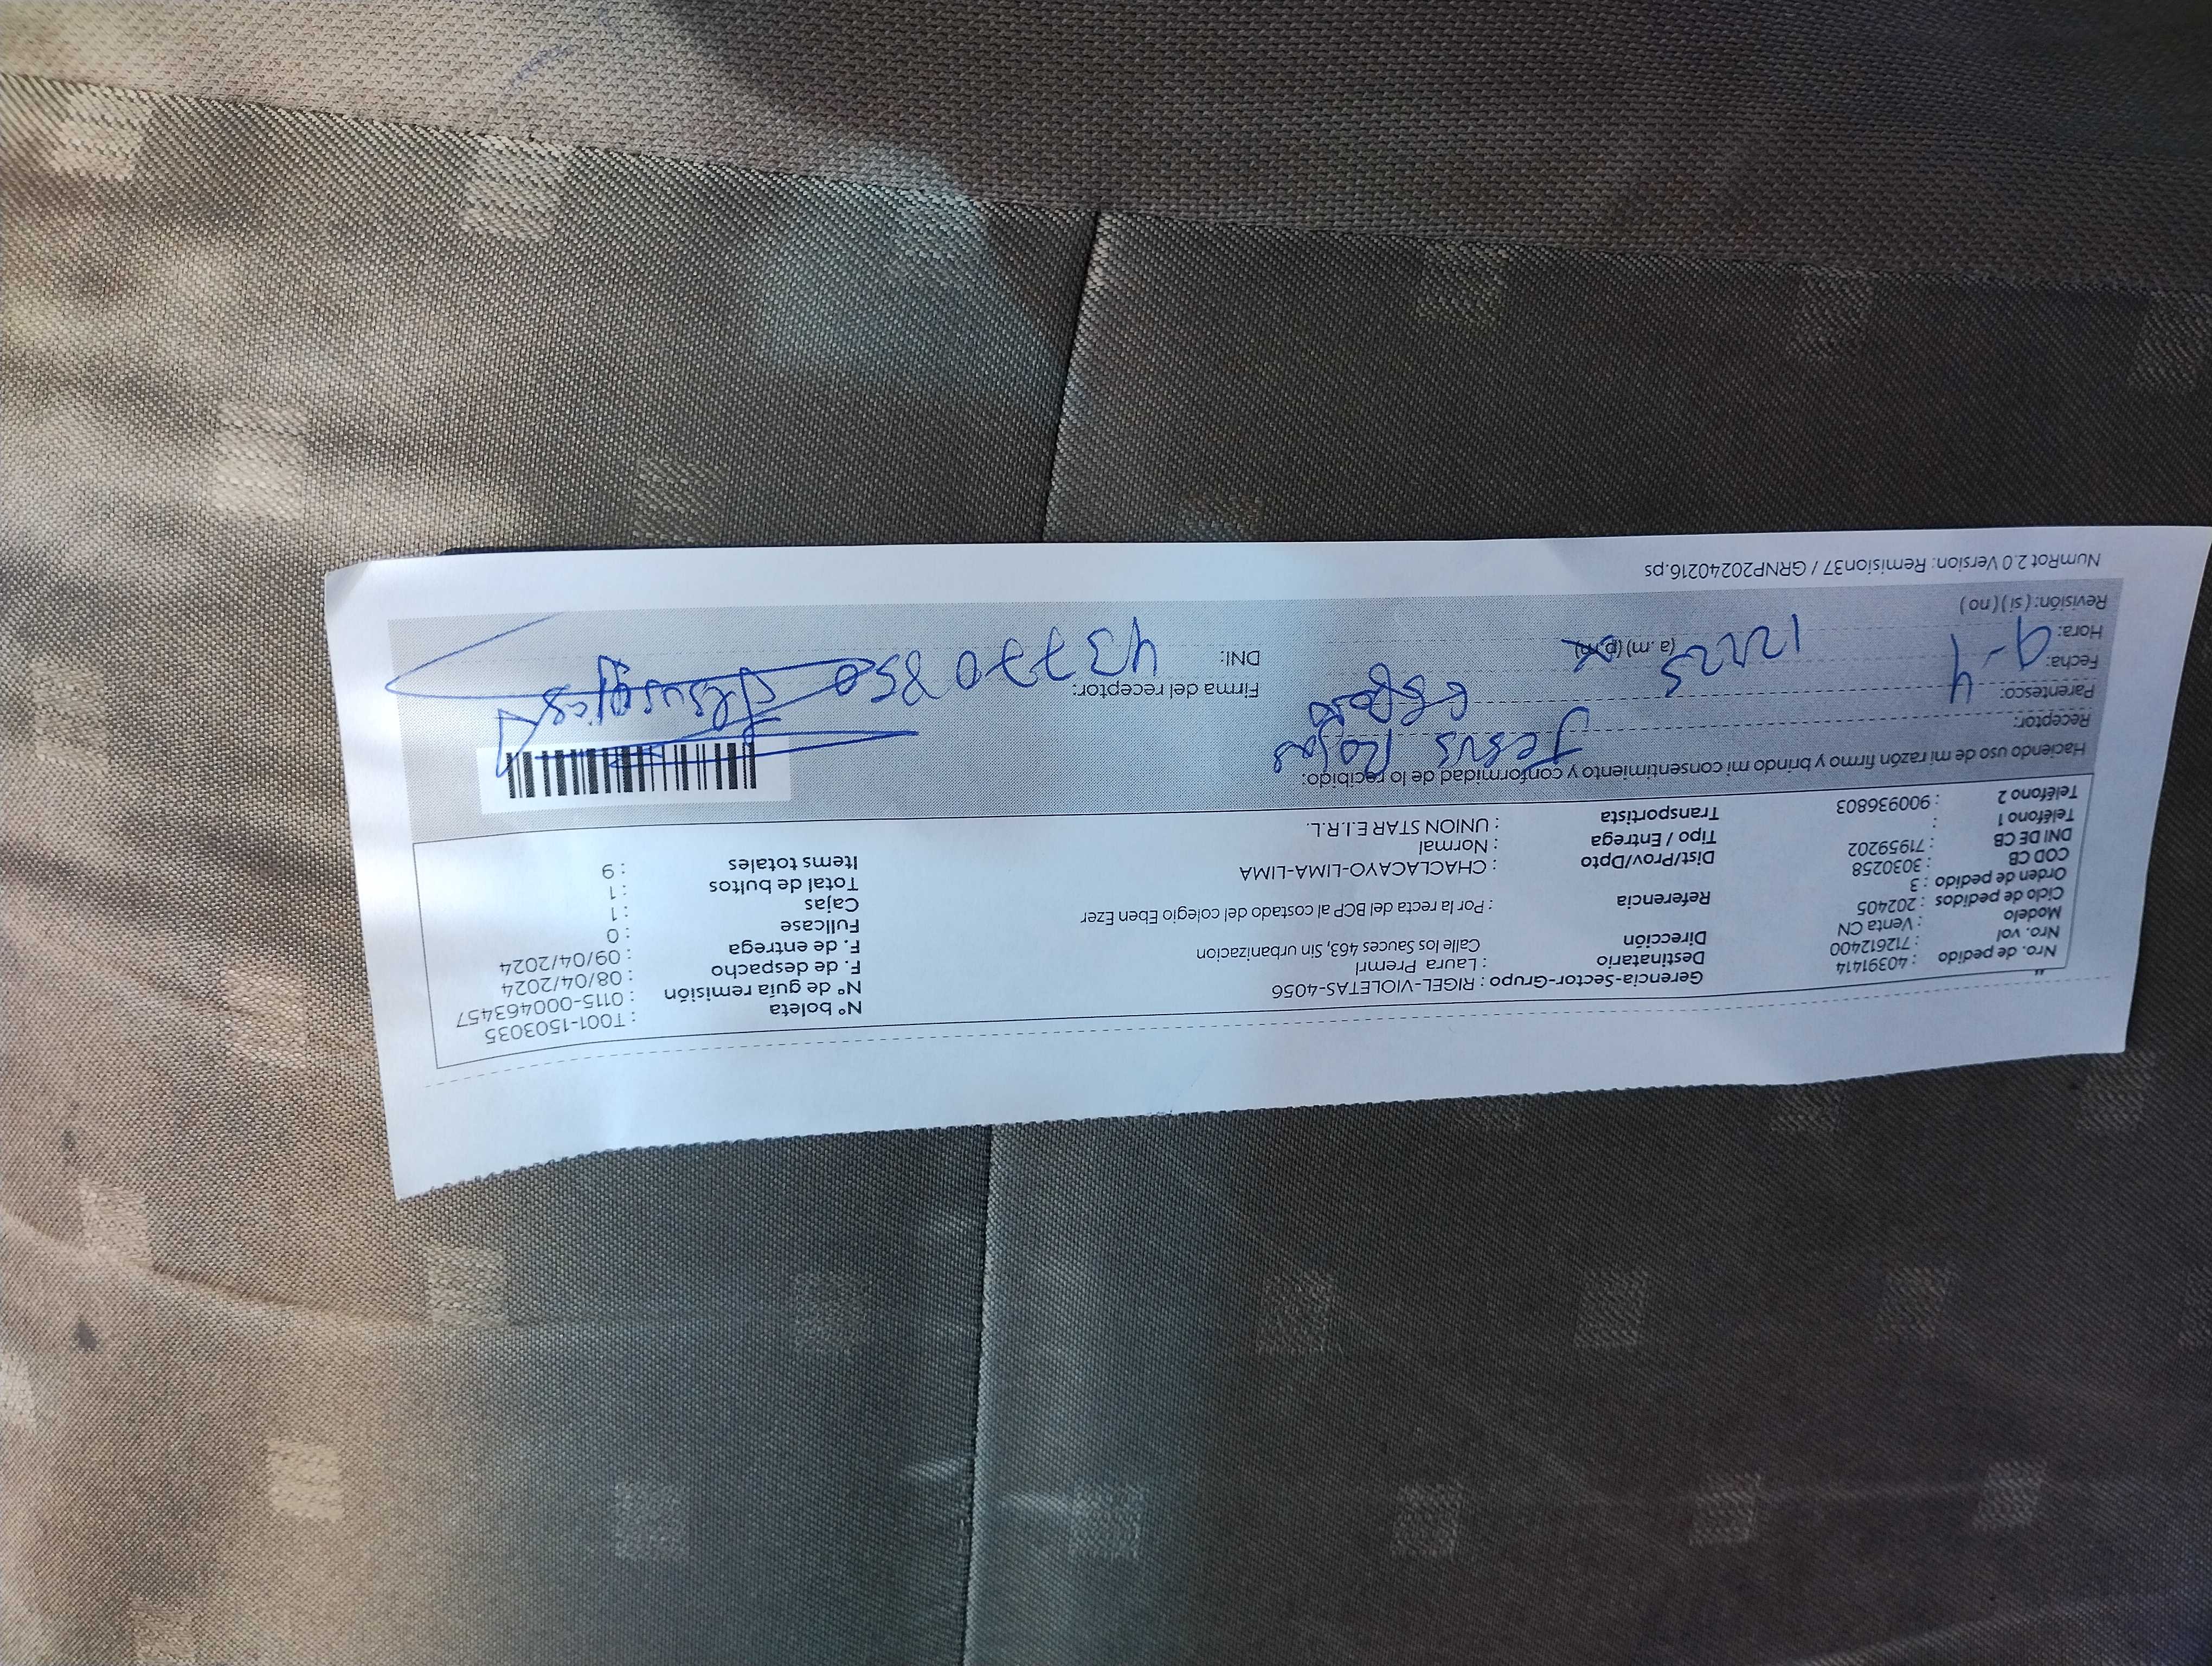 Nro. de pedido : 40391414
Nro. vol : 712612400
Modelo : Venta CN
Ciclo de pedidos : 202405
Orden de pedido : 3
COD CB : 3030258
DNI DE CB : 71959202
Teléfono 1 :
Teléfono 2 : 900936803
Gerencia-Sector-Grupo : RIGEL-VIOLETAS-4056
Destinatario : Laura Premrl
Dirección Calle los Sauces 463, Sin urbanizacion
Referencia : Por la recta del BCP al costado del colegio Eben Ezer
Dist/Prov/Dpto : CHACLACAYO-LIMA-LIMA
Tipo / Entrega : Normal
Transportista : UNION STAR E.I.R.L.
N° boleta : T001-1503035
N° de guía remisión : 0115-000463457
F. de despacho : 08/04/2024
F. de entrega : 09/04/2024
Fullcase : 0
Cajas : 1
Total de bultos : 1
Items totales : 9
Haciendo uso de mi razón firmo y brindo mi consentimiento y conformidad de lo recibido:
Receptor: Jesus Rojas
Parentesco: esposo
Fecha: 9-4
Hora: 1225 (a.m) (p.m)
Revisión: ( si ) ( no )
Firma del receptor:
DNI: 43770850
NumRot 2.0 Version: Remision37 / GRNP20240216.ps